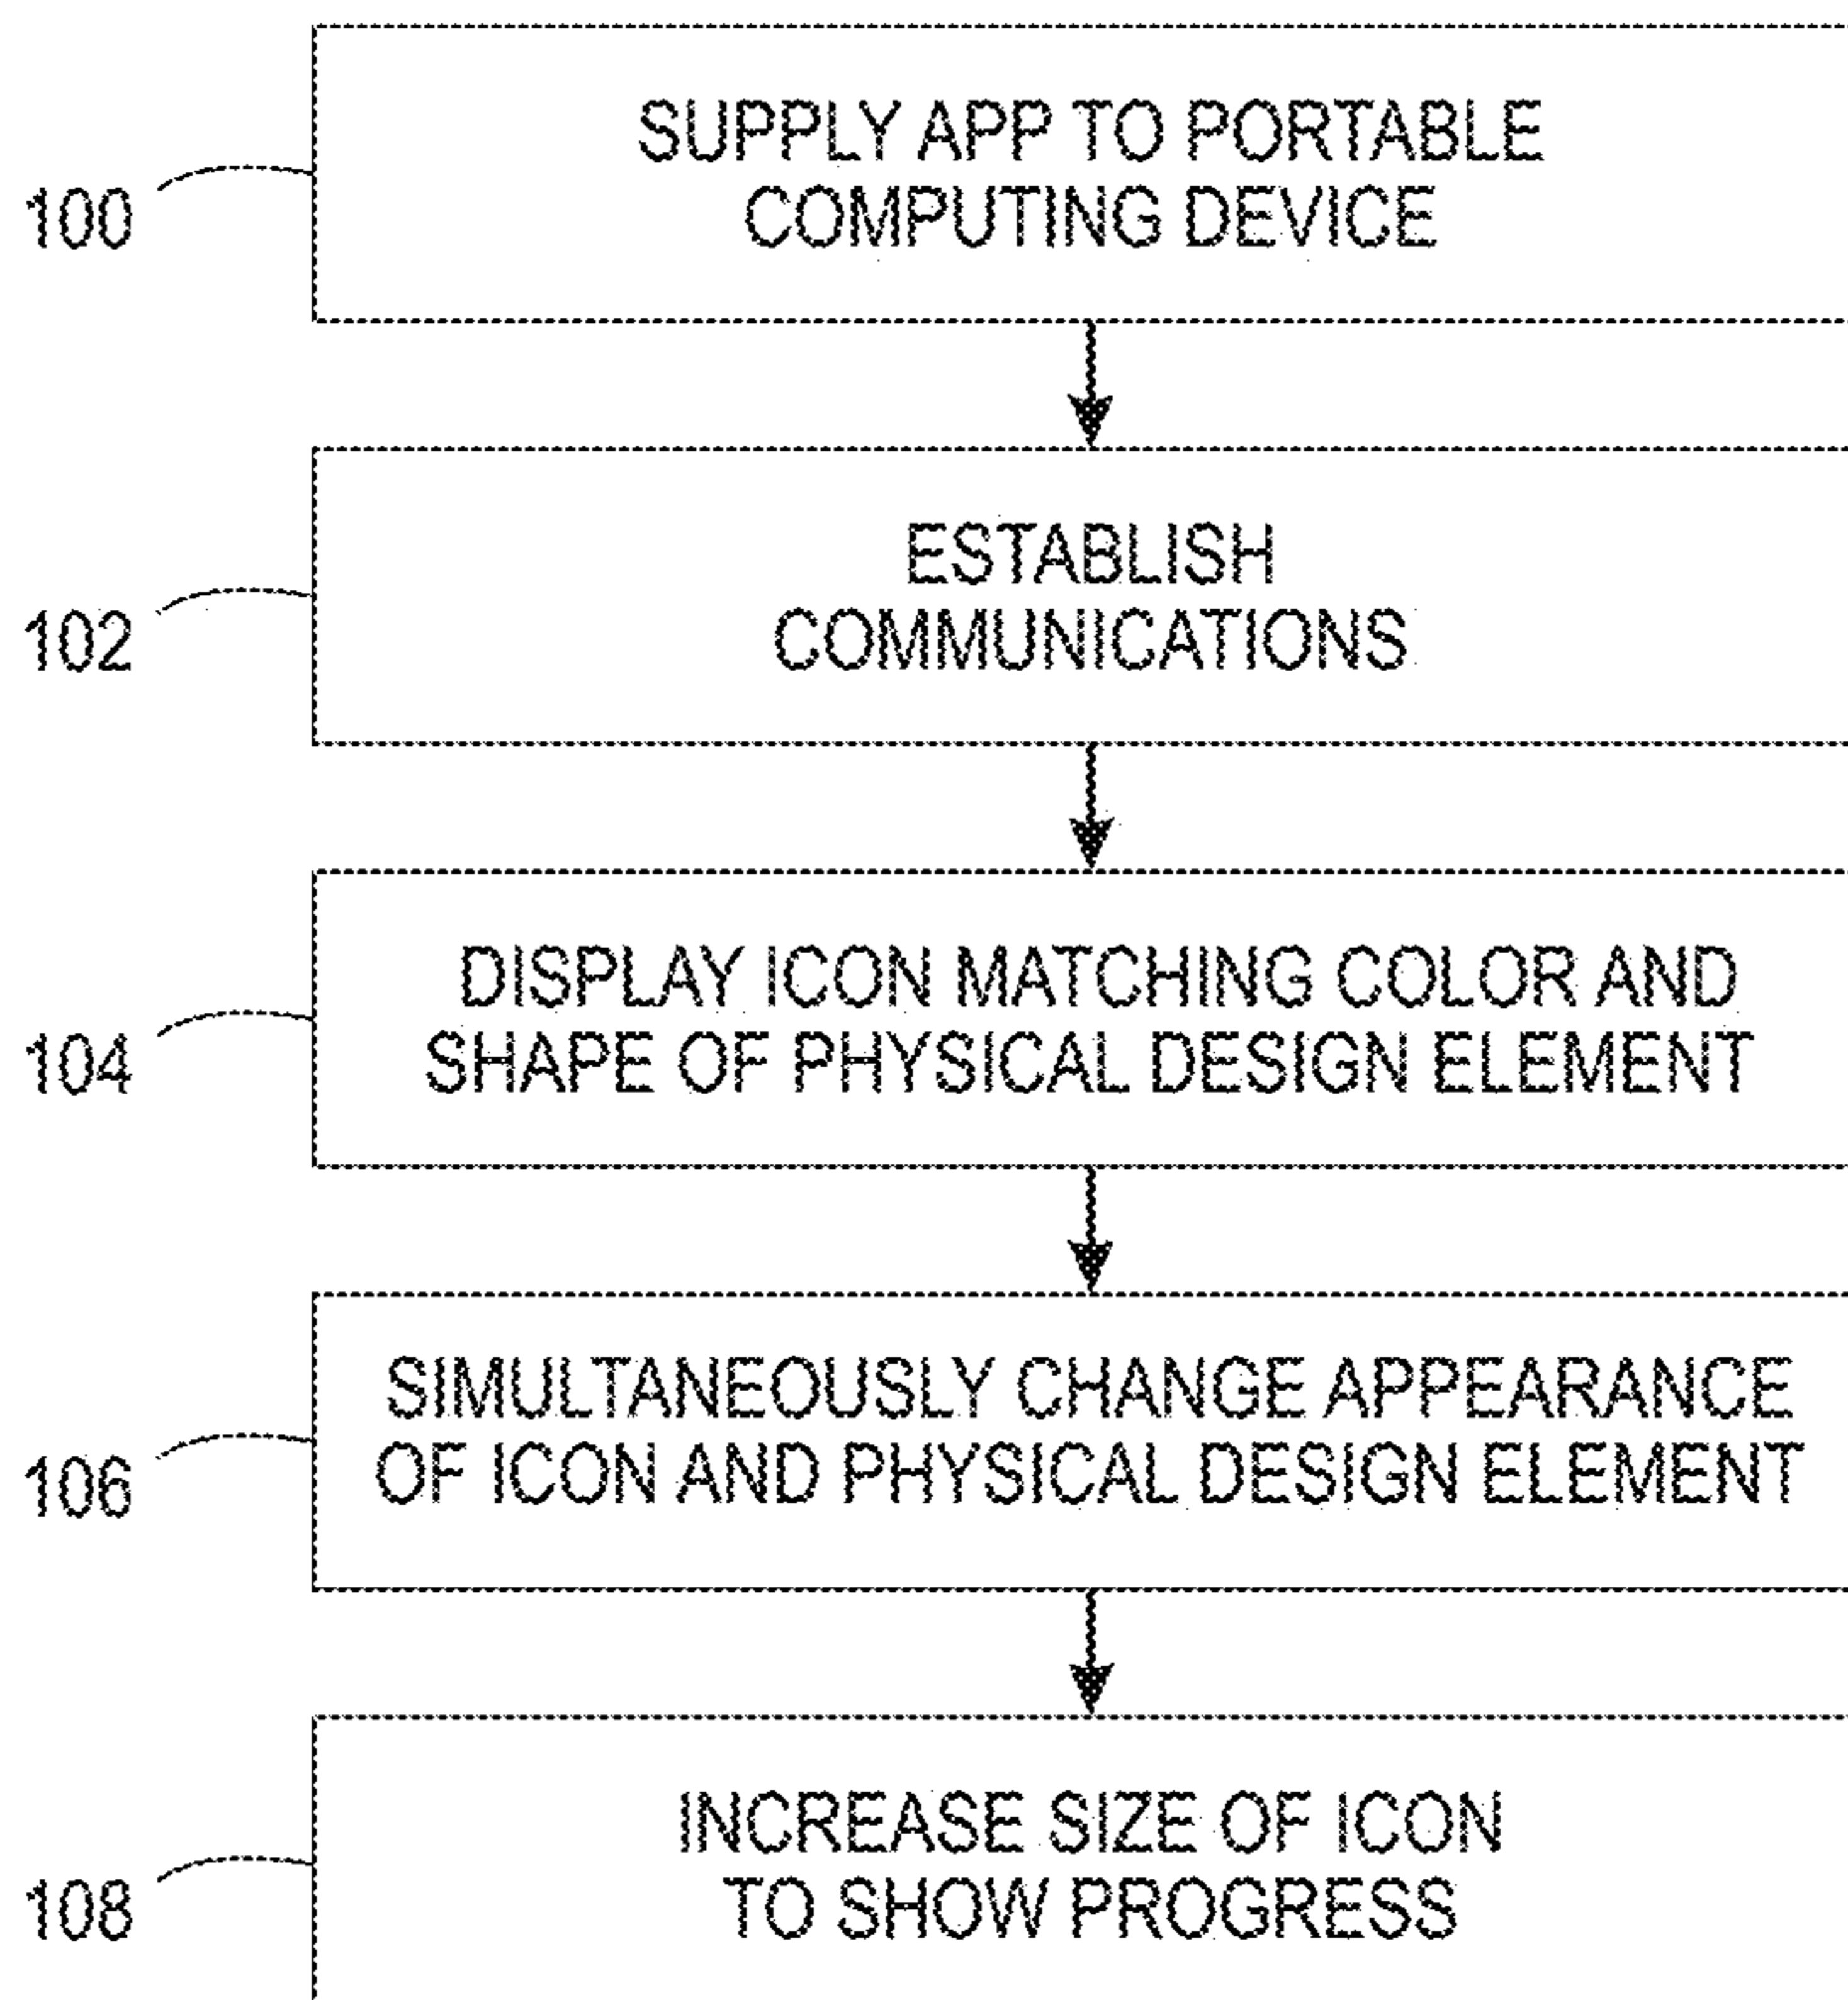 SUPPLY APP TO PORTABLE
COMPUTING DEVICE
100
ESTABLISH
COMMUNICATIONS
102
DISPLAY ICON MATCHING COLOR AND
SHAPE OF PHYSICAL DESIGN ELEMENT
104
SIMULTANEOUSLY CHANGE APPEARANCE
OF ICON AND PHYSICAL DESIGN ELEMENT
106
INCREASE SIZE OF ICON
TO SHOW PROGRESS
108